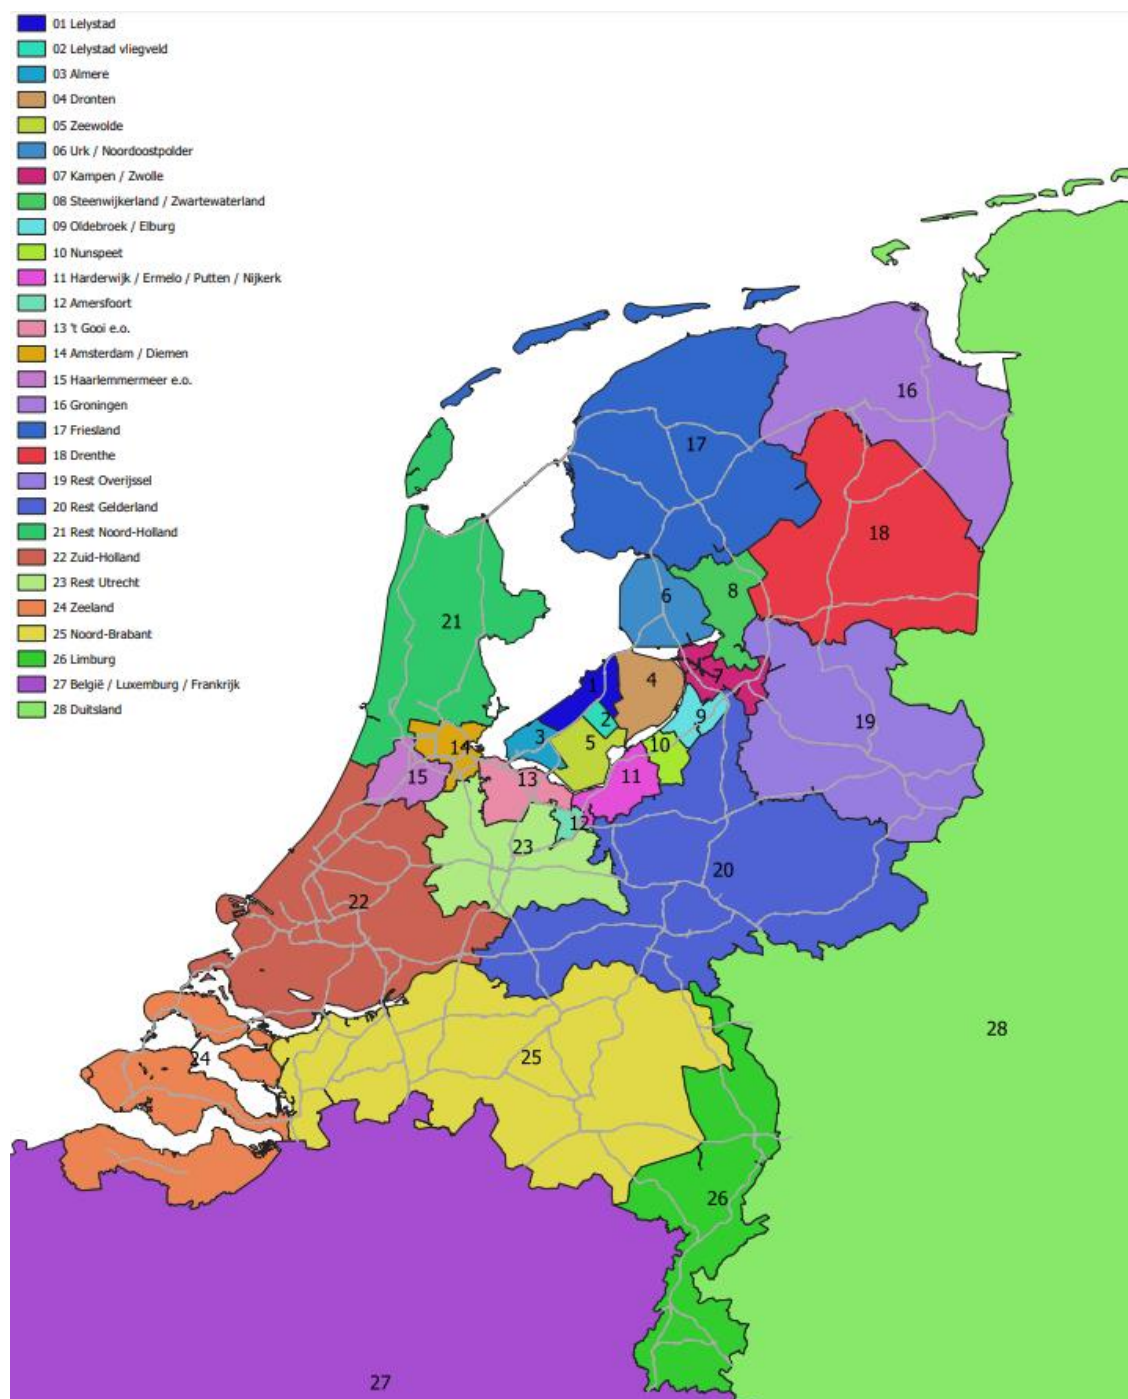 01 Lelystad
02 Lelystad vliegveld
03 Almere
04 Dronten
05 Zeewolde
06 Urk / Noordoostpolder
07 Kampen / Zwolle
08 Steenwijkerland / Zwartewaterland
09 Oldebroek / Elburg
10 Nunspeet
11 Harderwijk / Ermelo / Putten / Nijkerk
12 Amersfoort
13 't Gooi e.o.
14 Amsterdam / Diemen
15 Haarlemmermeer e.o.
16 Groningen
17 Friesland
18 Drenthe
19 Rest Overijssel
20 Rest Gelderland
21 Rest Noord-Holland
22 Zuid-Holland
23 Rest Utrecht
24 Zeeland
25 Noord-Brabant
26 Limburg
27 België / Luxemburg / Frankrijk
28 Duitsland
16
17
18
6
8
21
7
1
4
2
9
19
3
5
10
14
15
13
11
12
23
20
22
28
24
25
26
27